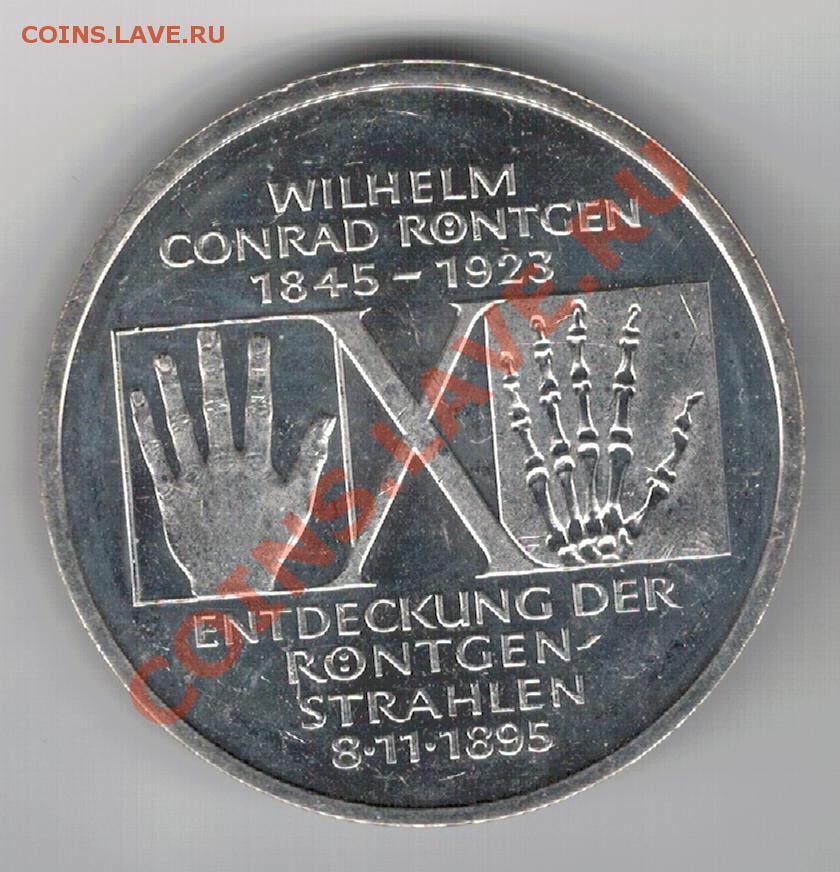 COINS.LAVE.RU
WILHELM
CONRAD RÖNTGEN
1845 – 1923
X
ENTDECKUNG DER
RÖNTGEN-
STRAHLEN
8·11·1895
COINS.LAVE.RU